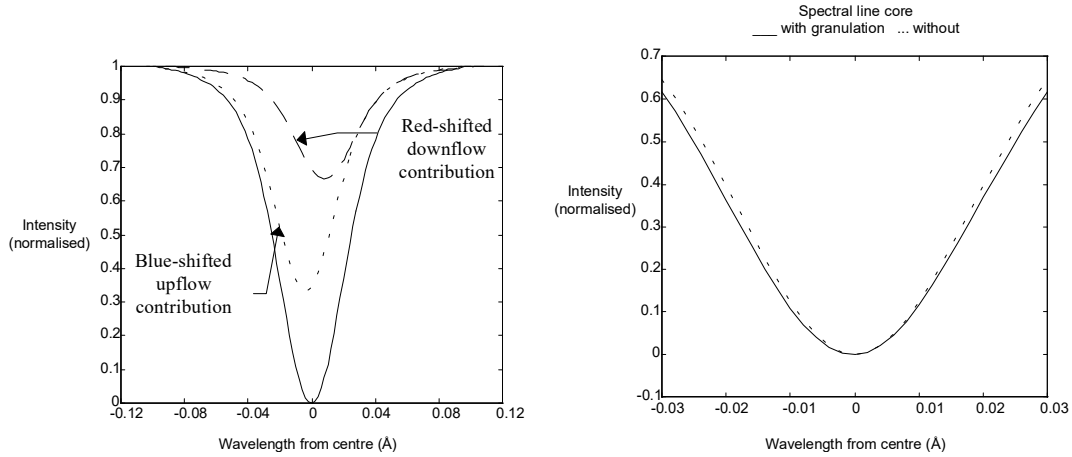 1
0.9
0.8
0.7
0.6
0.5
0.4
0.3
0.2
0.1
0
-0.12
-0.08
-0.04
0
0.04
0.08
0.12
Intensity
(normalised)
Wavelength from centre (Å)
Red-shifted
downflow
contribution
Blue-shifted
upflow
contribution
Spectral line core
___ with granulation ... without
0.7
0.6
0.5
0.4
0.3
0.2
0.1
0
-0.1
-0.03
-0.02
-0.01
0
0.01
0.02
0.03
Intensity
(normalised)
Wavelength from centre (Å)